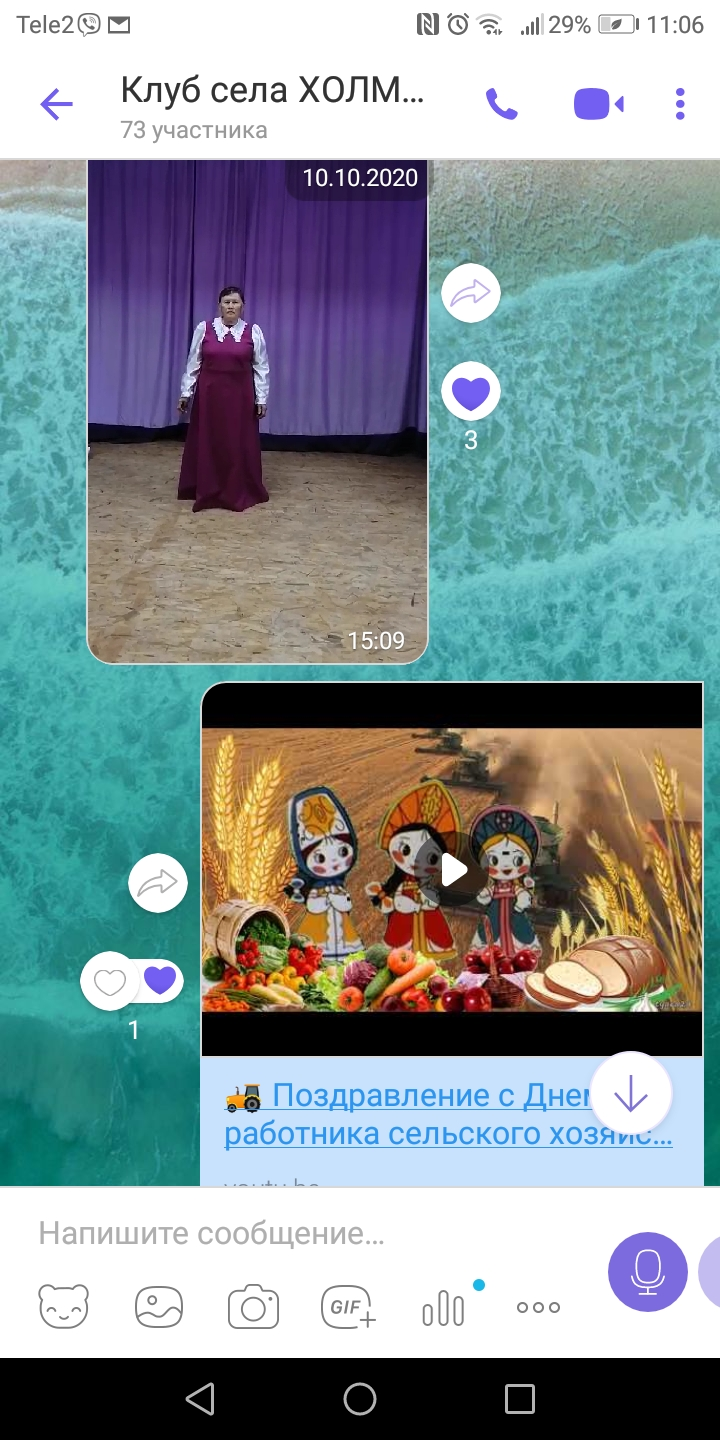 Tele2
29%
11:06
Клуб села ХОЛМ...
73 участника
10.10.2020
3
15:09
1
Поздравление с
работника сельского хозяйс...
Напишите сообщение...
GIF